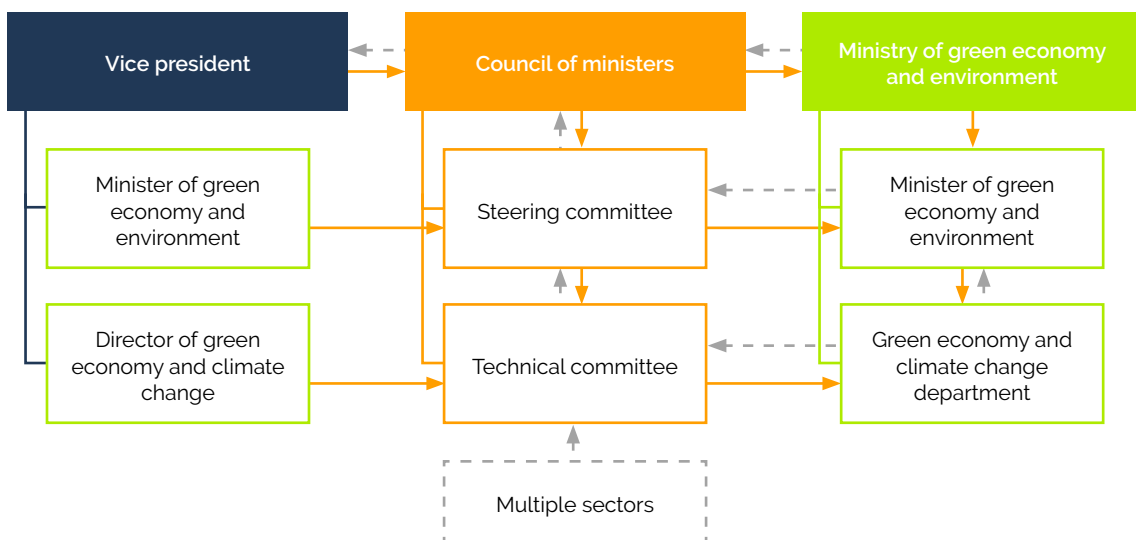 Vice president
Council of ministers
Ministry of green economy
and environment
Minister of green
economy and
environment
Steering committee
Minister of green
economy and
environment
Director of green
economy and climate
change
Technical committee
Green economy and
climate change
department
Multiple sectors